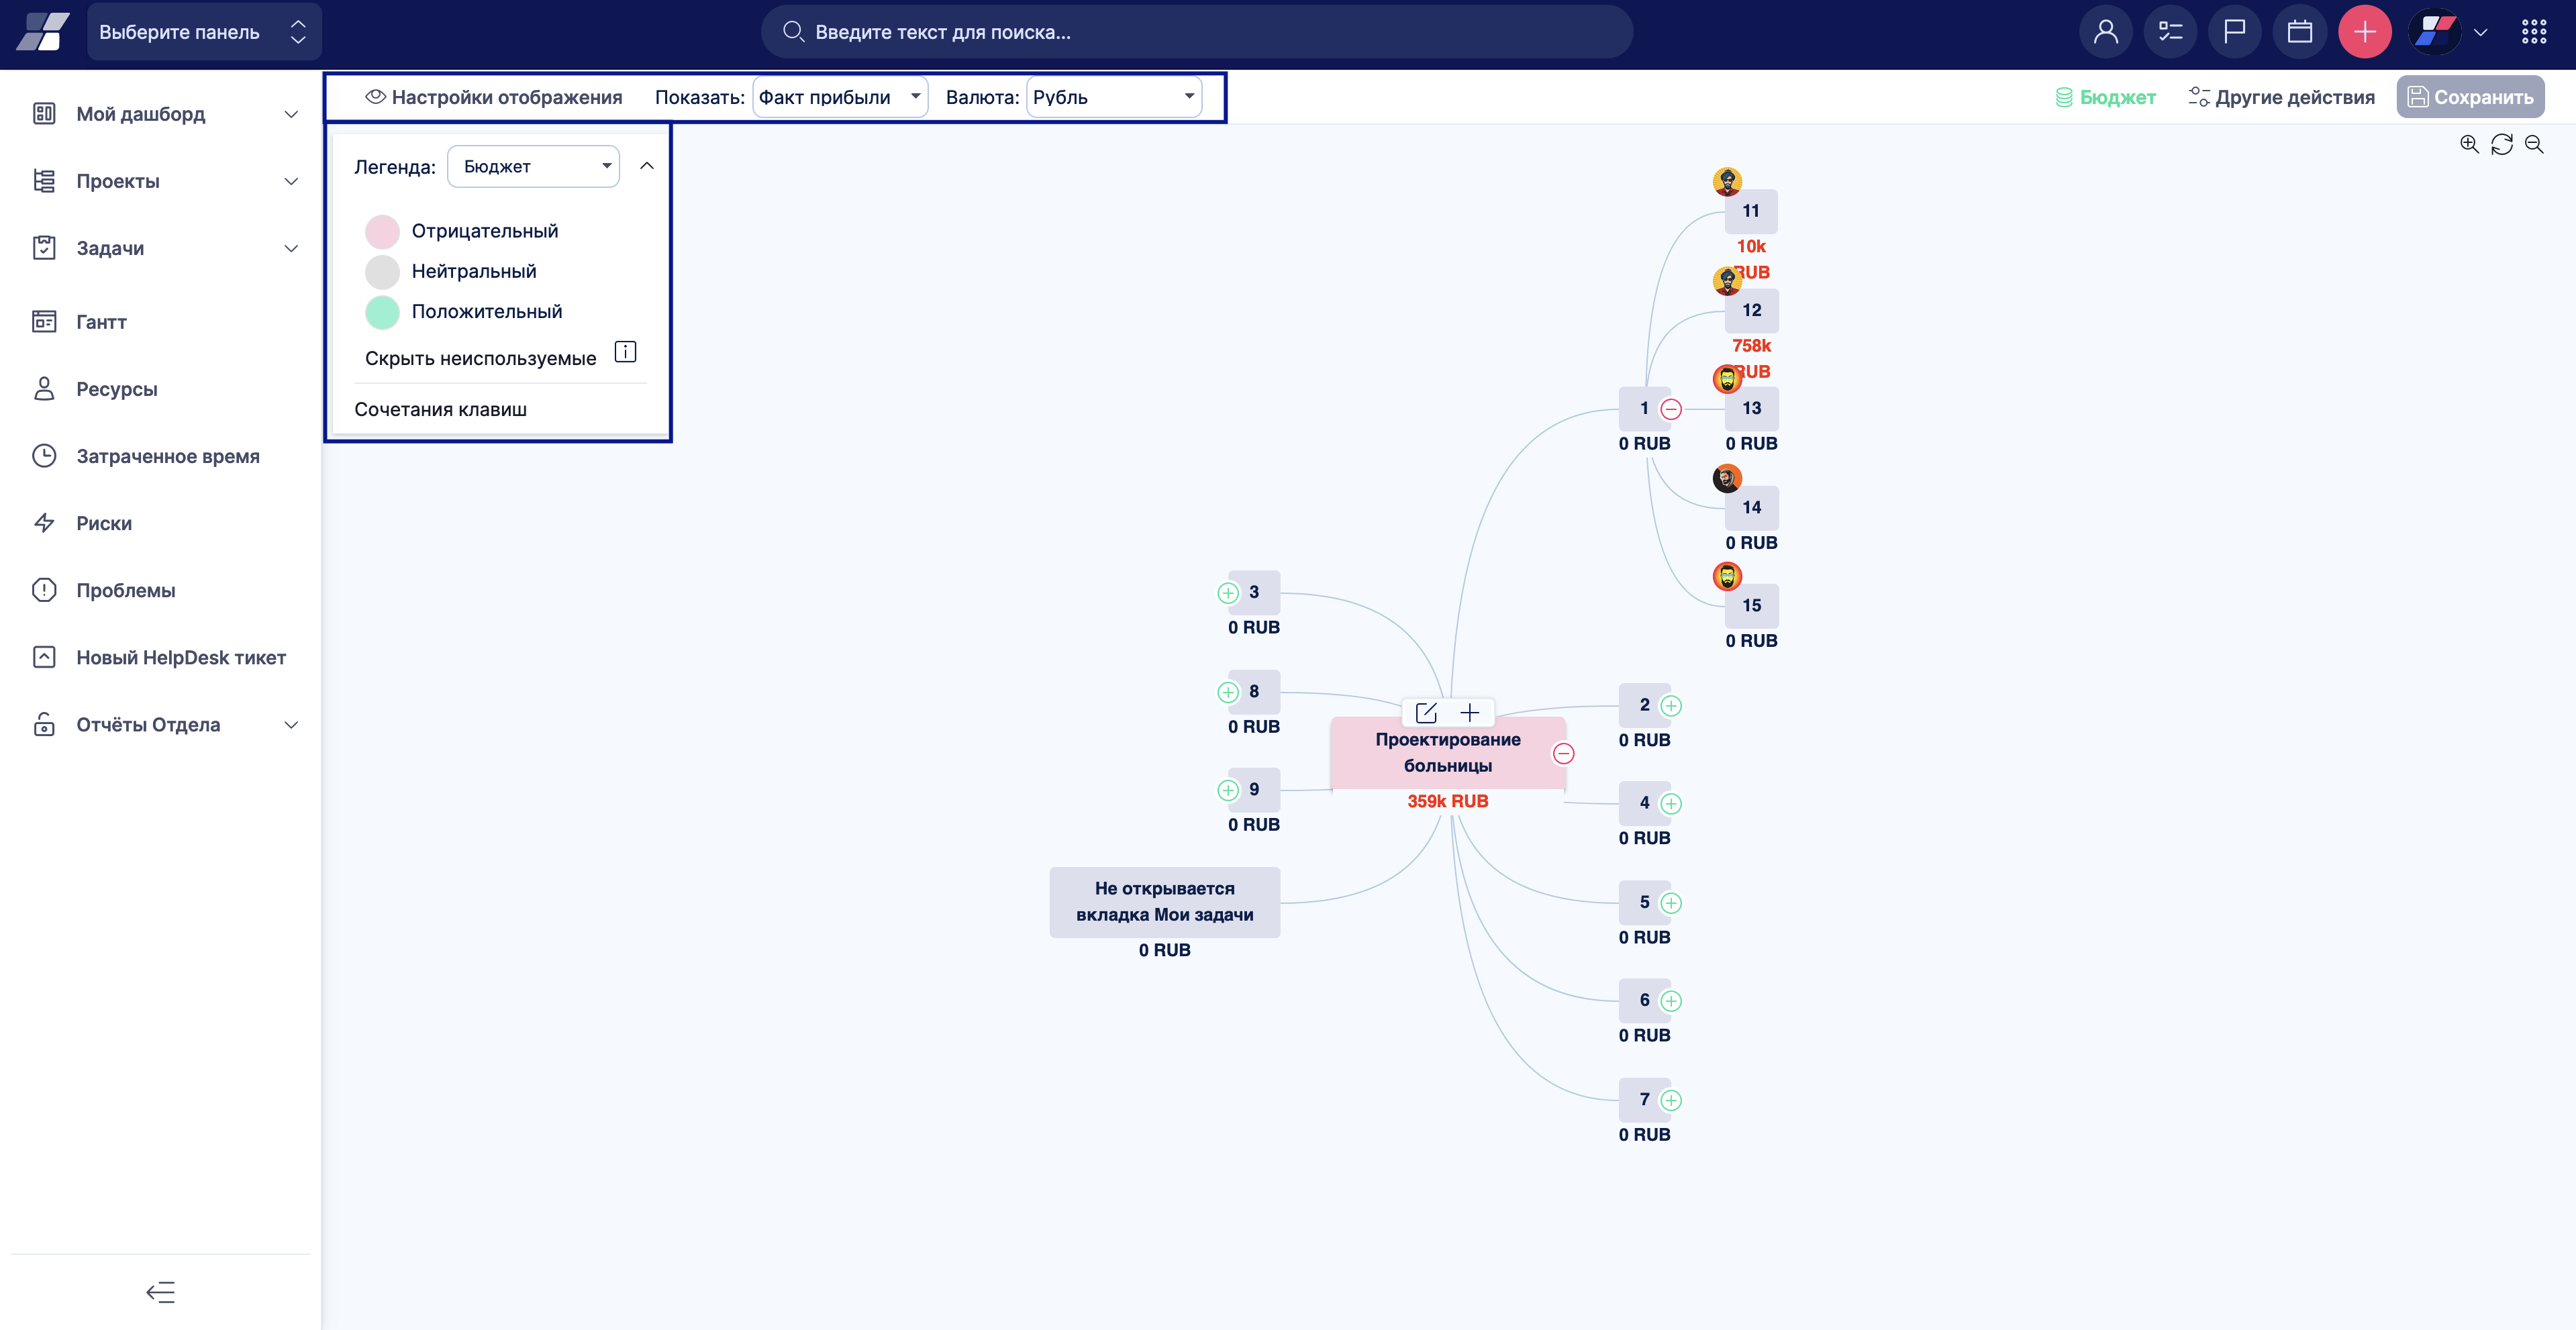 Выберите панель
Введите текст для поиска...
Мой дашборд
Проекты
Задачи
Гантт
Ресурсы
Затраченное время
Риски
Проблемы
Новый HelpDesk тикет
Отчёты Отдела
Настройки отображения
Показать:
Факт прибыли
Валюта:
Рубль
Бюджет
Другие действия
Сохранить
Легенда:
Бюджет
Отрицательный
Нейтральный
Положительный
Скрыть неиспользуемые
Сочетания клавиш
11
10k
RUB
12
758k
RUB
1
0 RUB
13
0 RUB
14
0 RUB
15
0 RUB
3
0 RUB
8
0 RUB
9
0 RUB
Не открывается
вкладка Мои задачи
0 RUB
Проектирование
больницы
359k RUB
2
0 RUB
4
0 RUB
5
0 RUB
6
0 RUB
7
0 RUB